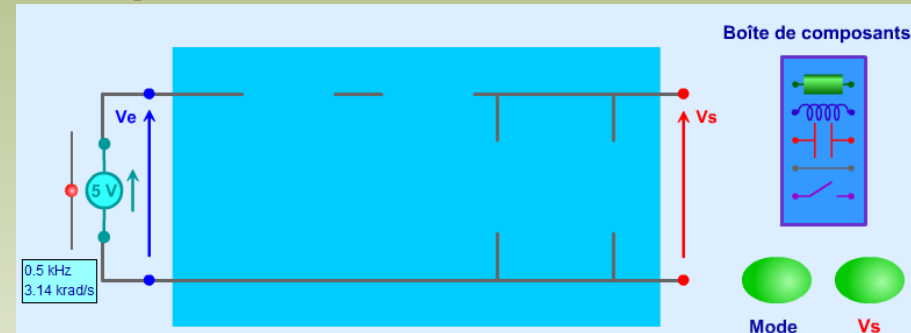 Boîte de composants
Ve
Vs
5 V
0.5 kHz
3.14 krad/s
Mode
Vs